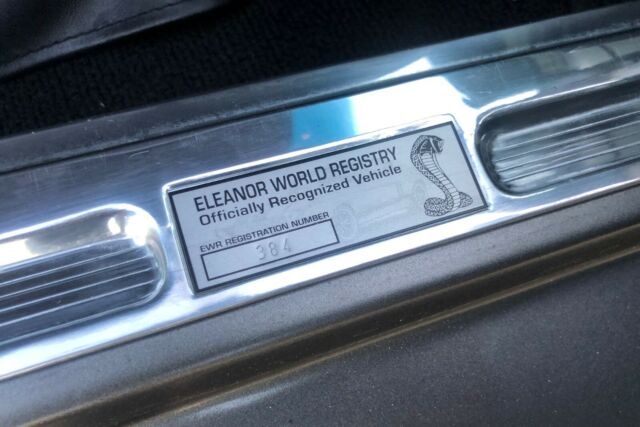 ELEANOR WORLD REGISTRY
Officially Recognized Vehicle
EWR REGISTRATION NUMBER
384